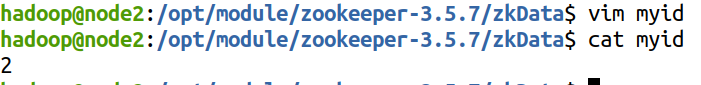 hadoop@node2:/opt/module/zookeeper-3.5.7/zkData$ vim myid
hadoop@node2:/opt/module/zookeeper-3.5.7/zkData$ cat myid
2